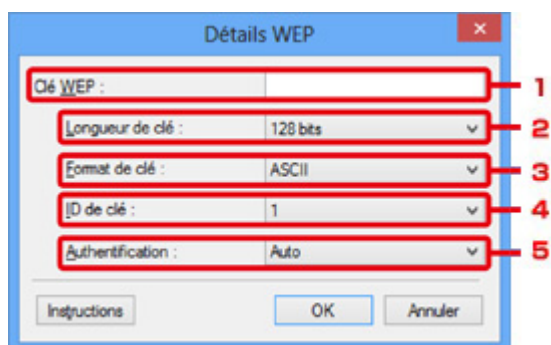 Détails WEP
Clé WEP : 1
Longueur de clé : 128 bits 2
Format de clé : ASCII 3
ID de clé : 1 4
Authentification : Auto 5
Instructions OK Annuler